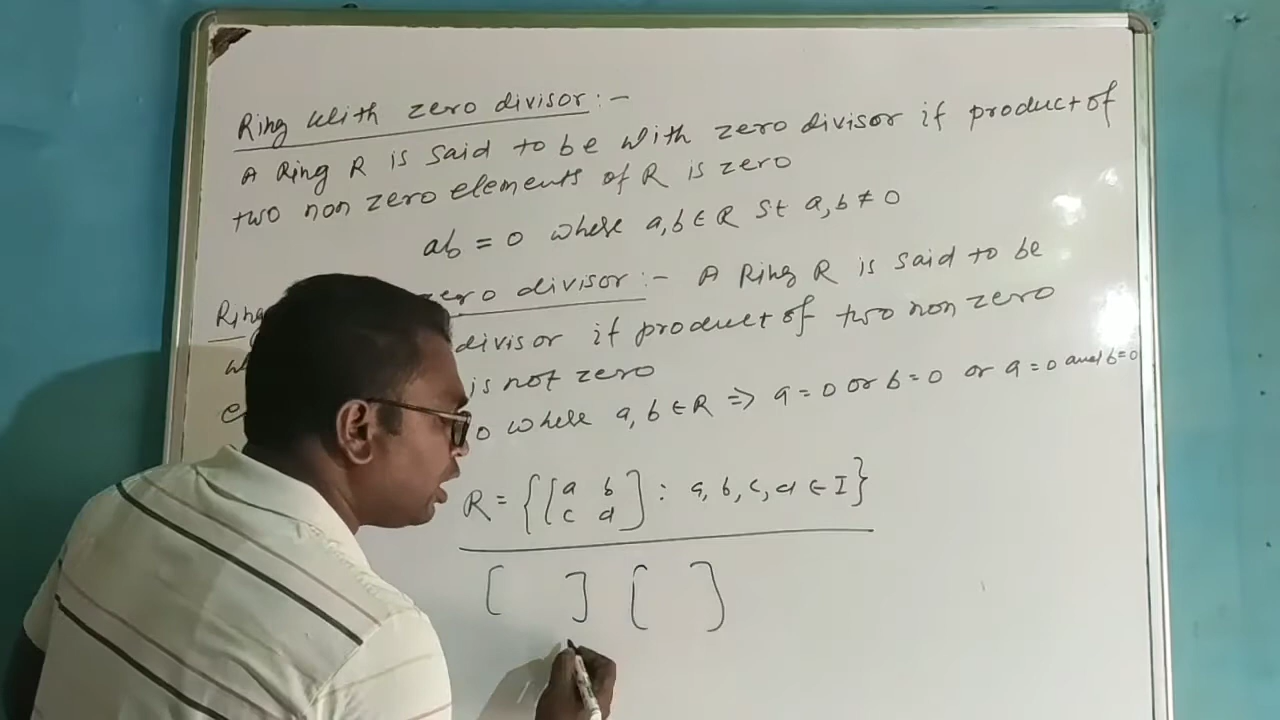 Ring With zero divisor :-
A Ring R is said to be with zero divisor if product of
two non zero elements of R is zero
ab = 0 where a,b ∈ R st a,b ≠ 0
Ring zero divisor :- A Ring R is said to be
divisor if product of two non zero
is not zero
0 where a,b ∈ R ⇒ a = 0 or b = 0 or a = 0 and b = 0
R = { [ a b
c d ] : a, b, c, d ∈ I }
[ ] [ ]